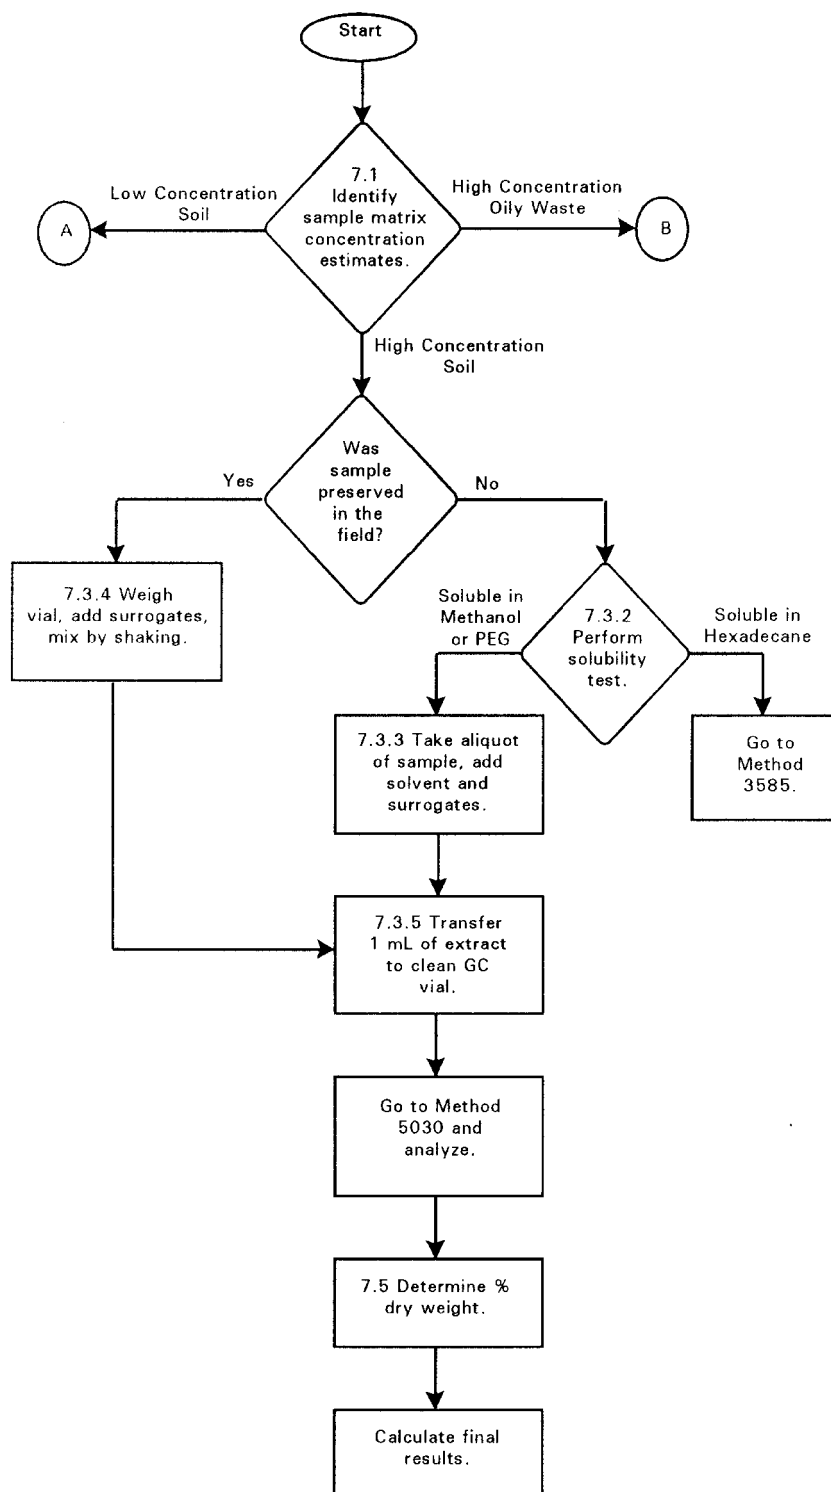 Start
7.1
Identify
sample matrix
concentration
estimates.
Low Concentration
Soil
A
High Concentration
Oily Waste
B
High Concentration
Soil
Was
sample
preserved
in the
field?
Yes
No
7.3.4 Weigh
vial, add surrogates,
mix by shaking.
7.3.2
Perform
solubility
test.
Soluble in
Methanol
or PEG
Soluble in
Hexadecane
7.3.3 Take aliquot
of sample, add
solvent and
surrogates.
Go to
Method
3585.
7.3.5 Transfer
1 mL of extract
to clean GC
vial.
Go to Method
5030 and
analyze.
7.5 Determine %
dry weight.
Calculate final
results.